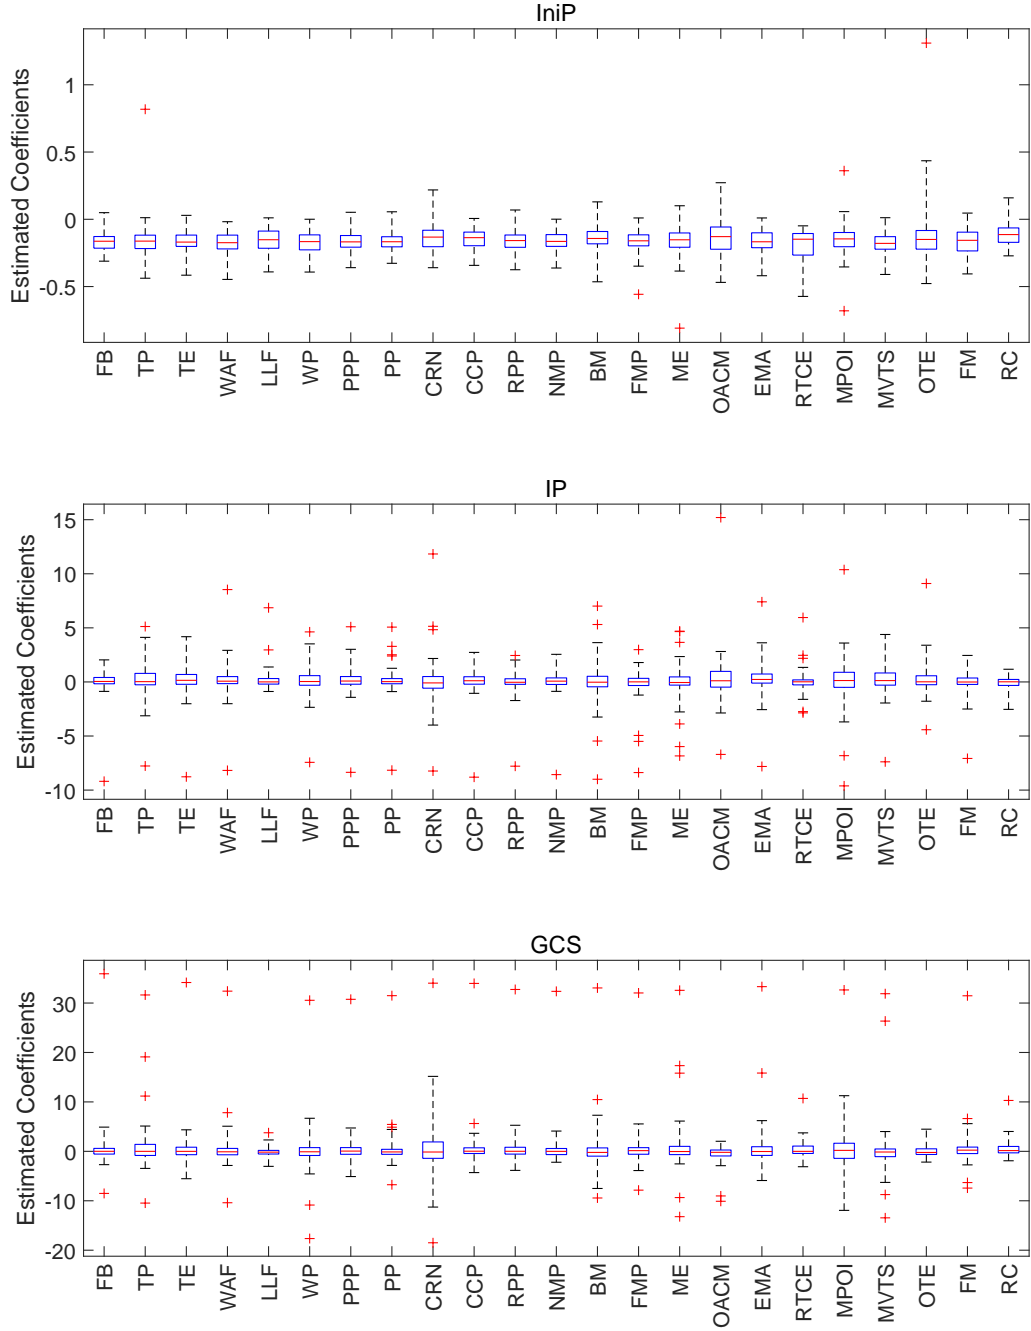 IniP
Estimated Coefficients
1
0.5
0
-0.5
FB TP TE WAF LLF WP PPP PP CRN CCP RPP NMP BM FMP ME OACM EMA RTCE MPOI MVTS OTE FM RC
IP
Estimated Coefficients
15
10
5
0
-5
-10
FB TP TE WAF LLF WP PPP PP CRN CCP RPP NMP BM FMP ME OACM EMA RTCE MPOI MVTS OTE FM RC
GCS
Estimated Coefficients
30
20
10
0
-10
-20
FB TP TE WAF LLF WP PPP PP CRN CCP RPP NMP BM FMP ME OACM EMA RTCE MPOI MVTS OTE FM RC